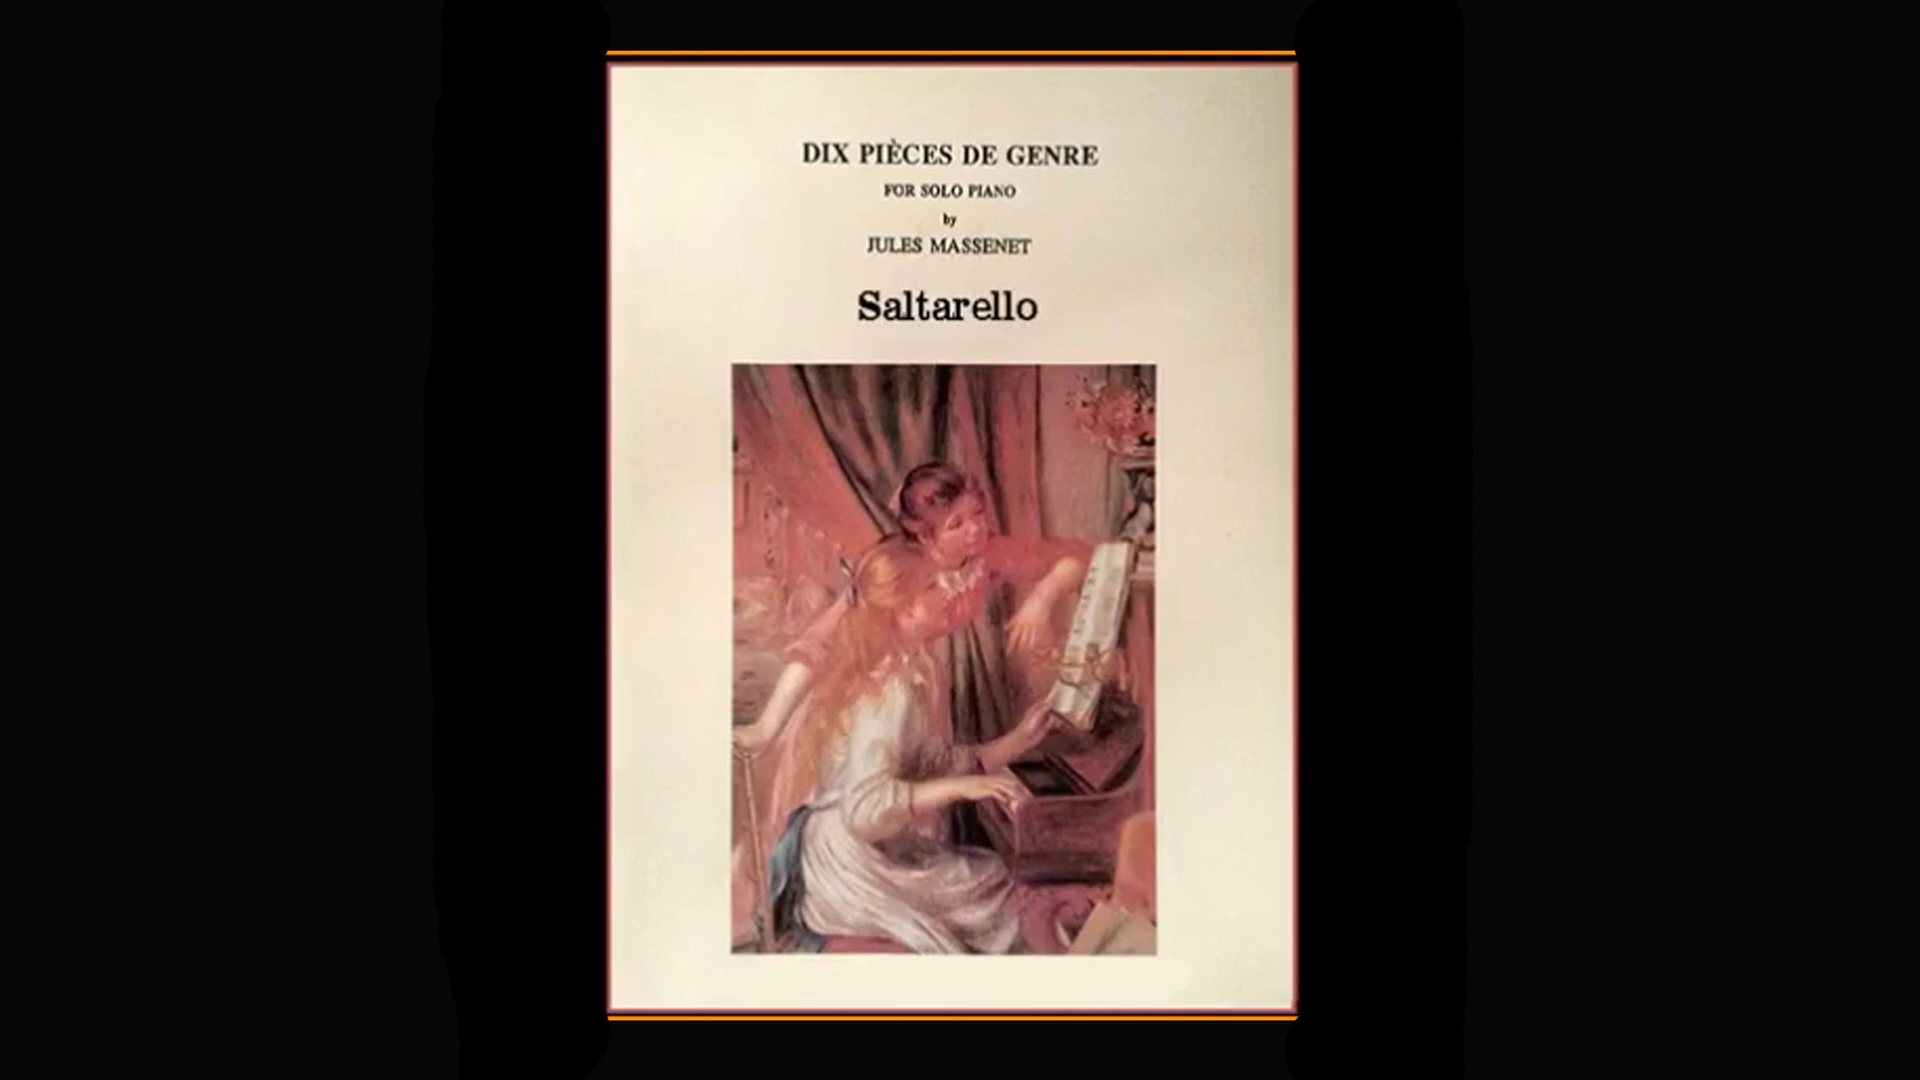 DIX PIÈCES DE GENRE
FOR SOLO PIANO
by
JULES MASSENET
Saltarello